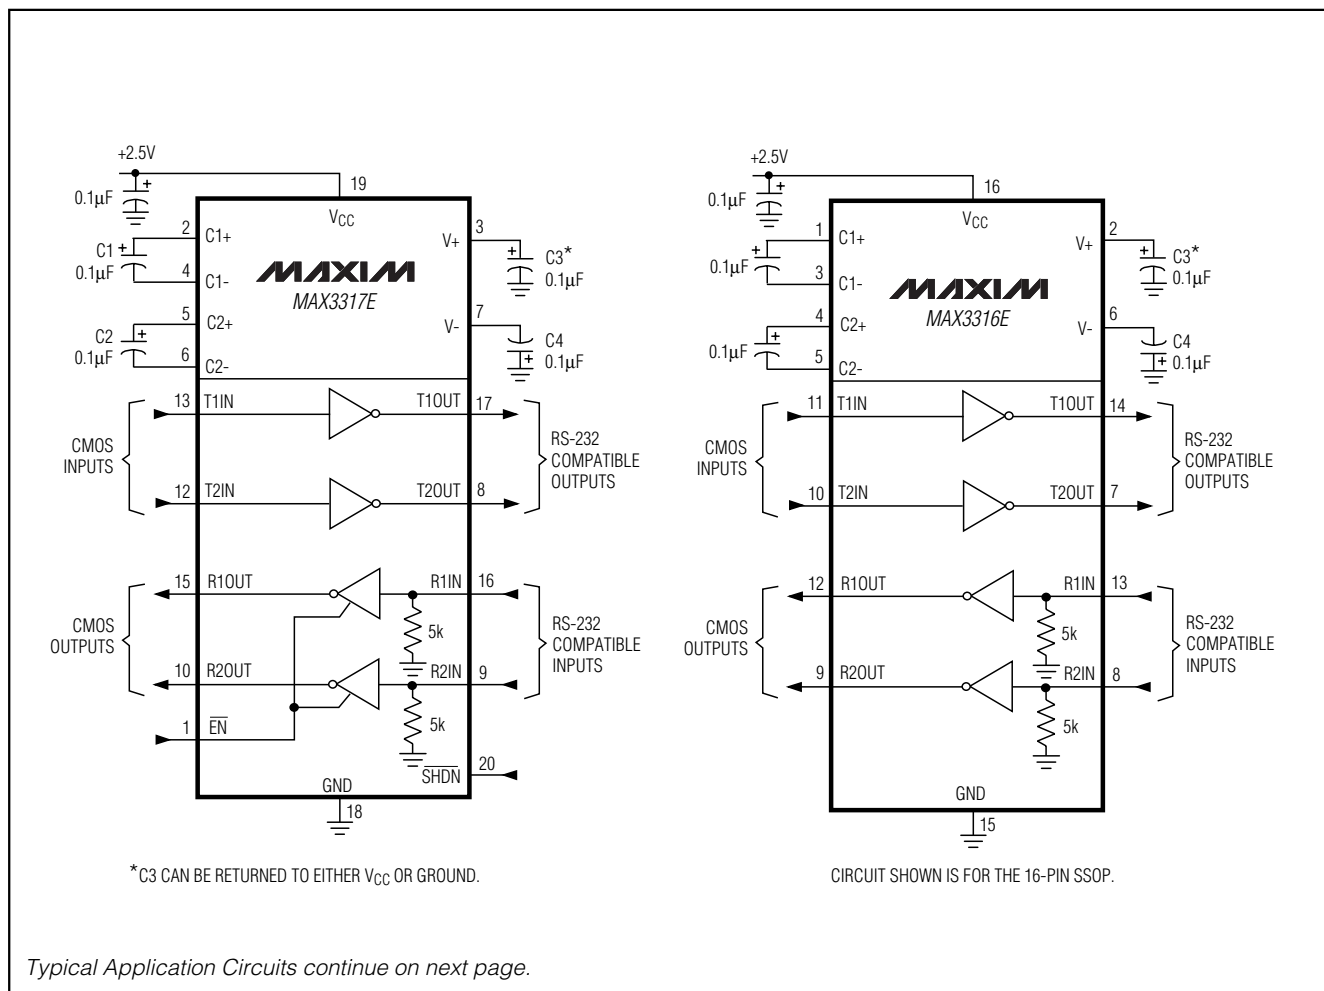 +2.5V
19
0.1µF
+
VCC
2
C1+
V+
3
C1
+
0.1µF
4
C1-
MAXIM
MAX3317E
+
C3*
0.1µF
5
C2+
V-
7
C2
+
0.1µF
6
C2-
C4
+
0.1µF
13
T1IN
T1OUT
17
CMOS
INPUTS
RS-232
COMPATIBLE
OUTPUTS
12
T2IN
T2OUT
8
15
R1OUT
R1IN
16
5k
CMOS
OUTPUTS
RS-232
COMPATIBLE
INPUTS
10
R2OUT
R2IN
9
5k
1
EN
SHDN
20
GND
18
*C3 CAN BE RETURNED TO EITHER VCC OR GROUND.
+2.5V
16
0.1µF
+
VCC
1
C1+
V+
2
+
0.1µF
3
C1-
MAXIM
MAX3316E
+
C3*
0.1µF
4
C2+
V-
6
+
0.1µF
5
C2-
C4
+
0.1µF
11
T1IN
T1OUT
14
CMOS
INPUTS
RS-232
COMPATIBLE
OUTPUTS
10
T2IN
T2OUT
7
12
R1OUT
R1IN
13
5k
CMOS
OUTPUTS
RS-232
COMPATIBLE
INPUTS
9
R2OUT
R2IN
8
5k
GND
15
CIRCUIT SHOWN IS FOR THE 16-PIN SSOP.
Typical Application Circuits continue on next page.